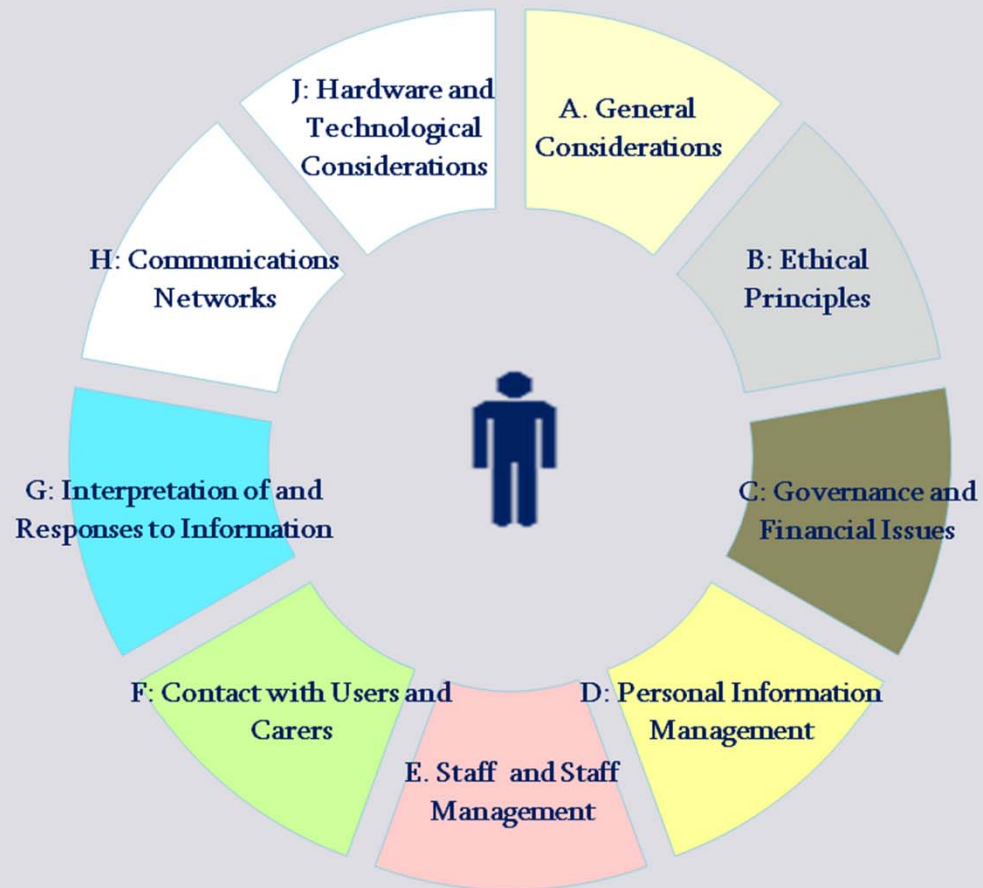 J: Hardware and
Technological
Considerations
A. General
Considerations
B: Ethical
Principles
C: Governance and
Financial Issues
D: Personal Information
Management
E. Staff and Staff
Management
F: Contact with Users and
Carers
G: Interpretation of and
Responses to Information
H: Communications
Networks